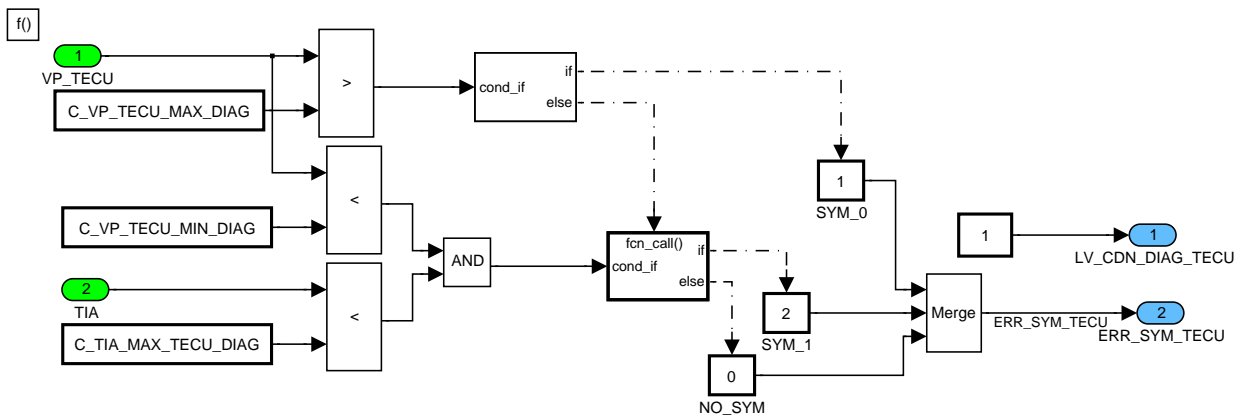 f()
1
VP_TECU
C_VP_TECU_MAX_DIAG
>
cond_if
if
else
1
SYM_0
<
C_VP_TECU_MIN_DIAG
AND
fcn_call()
cond_if
if
else
1
1
LV_CDN_DIAG_TECU
2
TIA
<
C_TIA_MAX_TECU_DIAG
2
SYM_1
Merge
ERR_SYM_TECU
2
ERR_SYM_TECU
0
NO_SYM